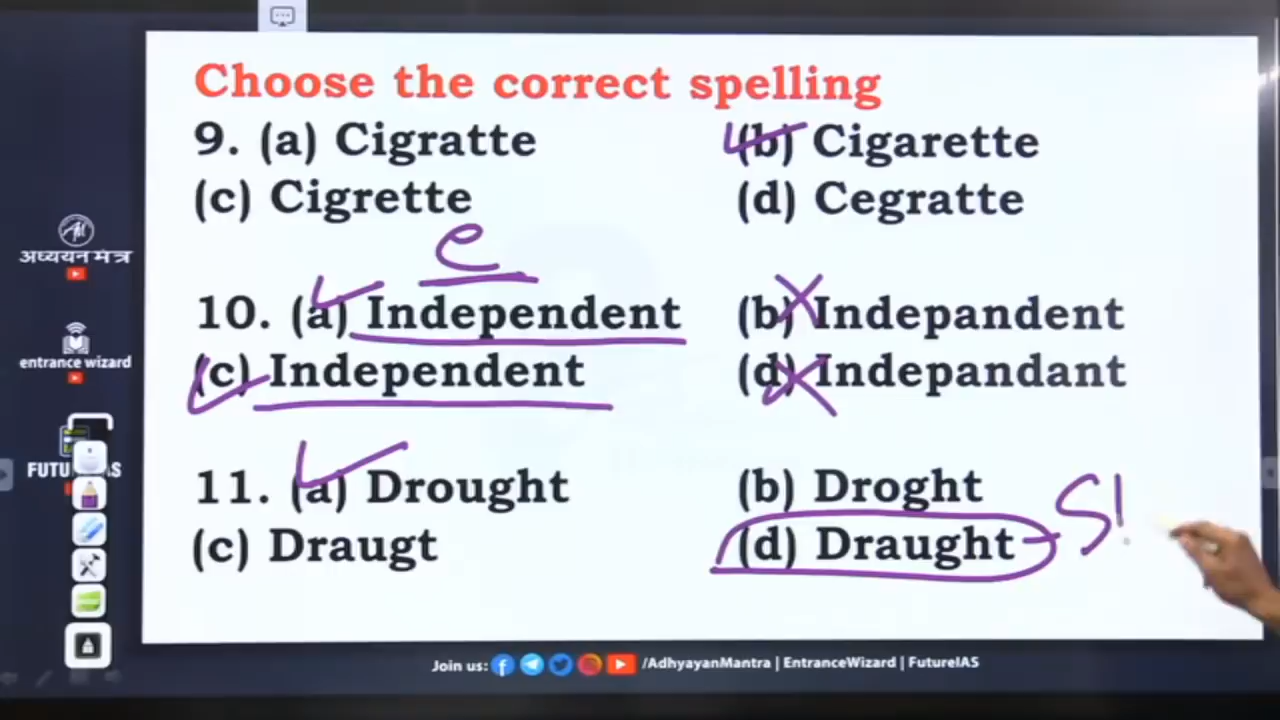 Choose the correct spelling
9. (a) Cigratte (b) Cigarette
(c) Cigrette (d) Cegratte
e
10. (a) Independent (b) Indepandent
(c) Independent (d) Indepandant
11. (a) Drought (b) Droght
(c) Draugt (d) Draught
अध्ययन मंत्र
entrance wizard
Join us: /AdhyayanMantra | EntranceWizard | FutureIAS